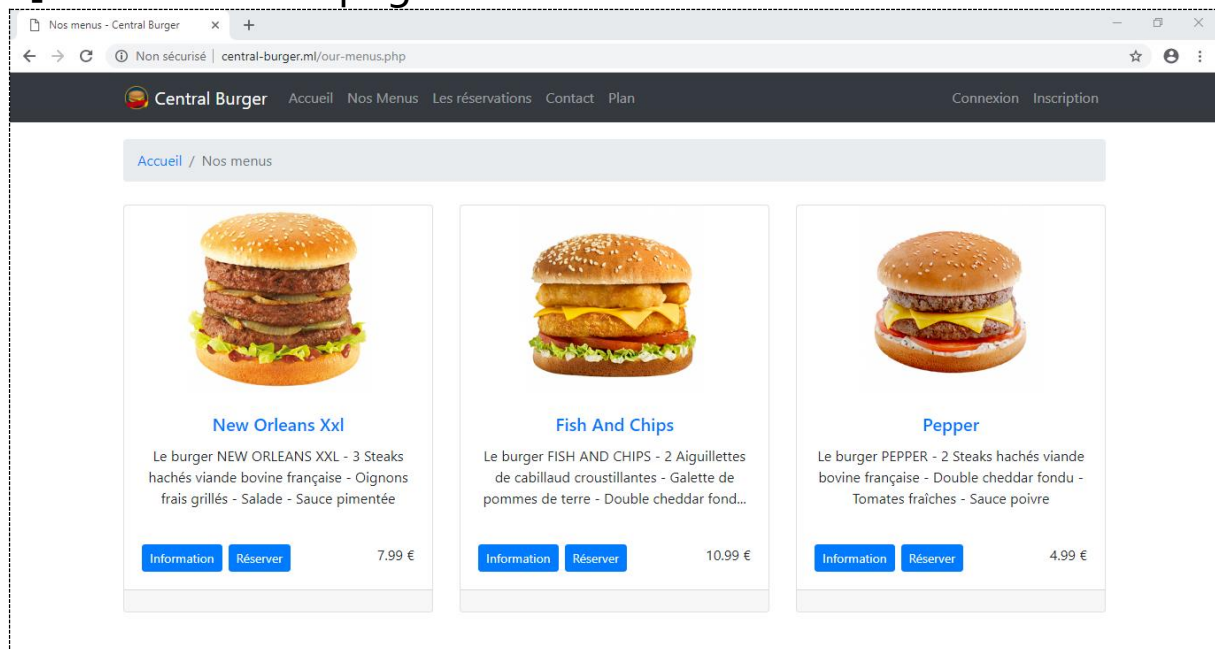 Nos menus - Central Burger
Non sécurisé | central-burger.ml/our-menus.php
Central Burger Accueil Nos Menus Les réservations Contact Plan Connexion Inscription
Accueil / Nos menus
New Orleans Xxl
Le burger NEW ORLEANS XXL - 3 Steaks
hachés viande bovine française - Oignons
frais grillés - Salade - Sauce pimentée
Information Réserver 7.99 €
Fish And Chips
Le burger FISH AND CHIPS - 2 Aiguillettes
de cabillaud croustillantes - Galette de
pommes de terre - Double cheddar fond...
Information Réserver 10.99 €
Pepper
Le burger PEPPER - 2 Steaks hachés viande
bovine française - Double cheddar fondu -
Tomates fraîches - Sauce poivre
Information Réserver 4.99 €